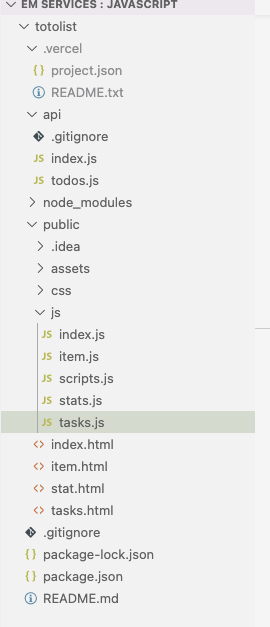 EM SERVICES : JAVASCRIPT
totolist
.vercel
{} project.json
README.txt
api
.gitignore
JS index.js
JS todos.js
node_modules
public
.idea
assets
css
js
JS index.js
JS item.js
JS scripts.js
JS stats.js
JS tasks.js
<> index.html
<> item.html
<> stat.html
<> tasks.html
.gitignore
{} package-lock.json
{} package.json
README.md